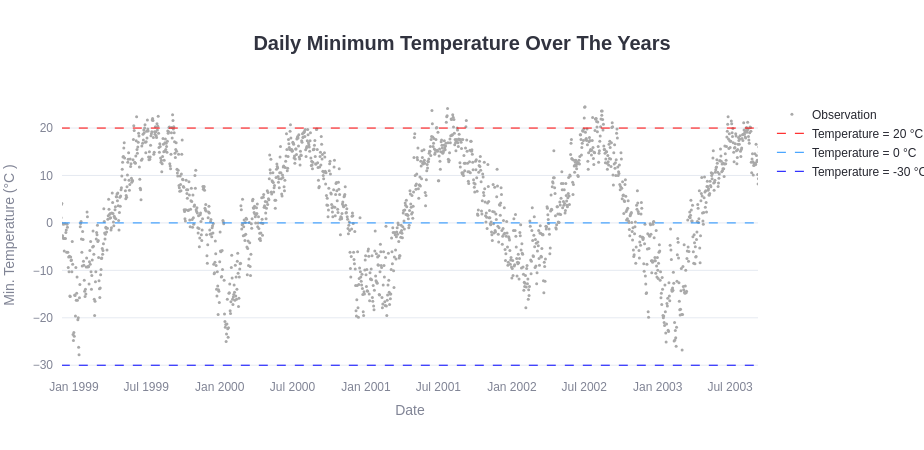 Daily Minimum Temperature Over The Years
Observation
Temperature = 20 °C
Temperature = 0 °C
Temperature = -30 °C
Min. Temperature (°C )
20
10
0
−10
−20
−30
Jan 1999 Jul 1999 Jan 2000 Jul 2000 Jan 2001 Jul 2001 Jan 2002 Jul 2002 Jan 2003 Jul 2003
Date